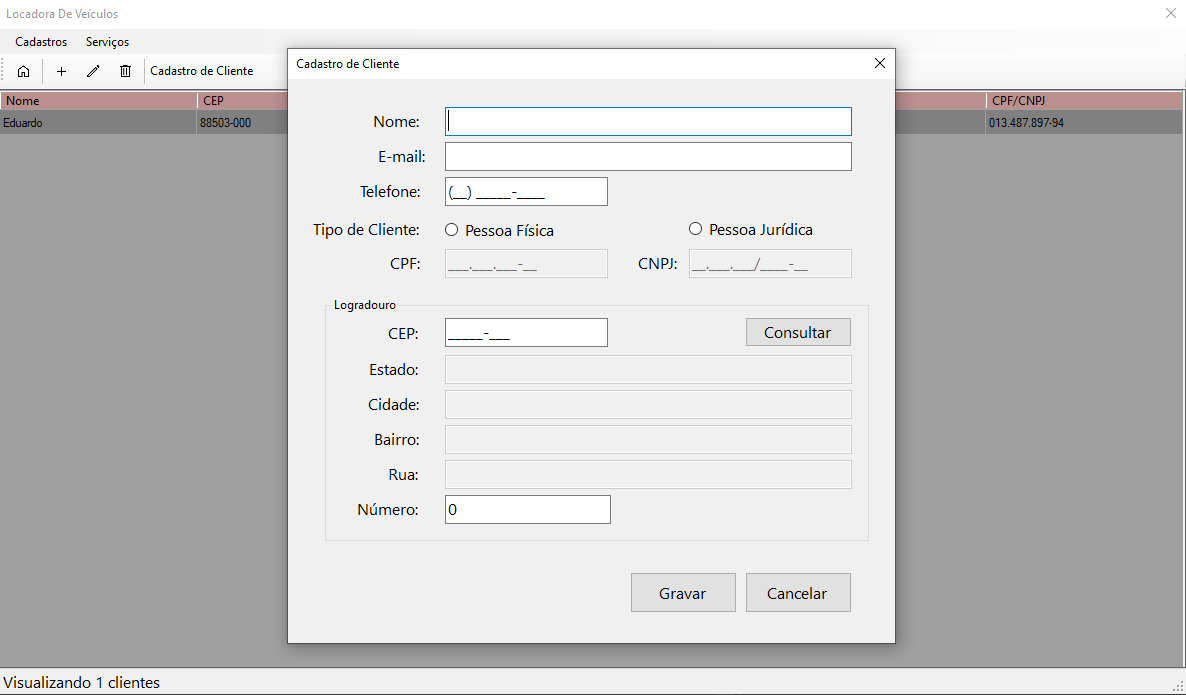 Locadora De Veículos
Cadastros Serviços
Cadastro de Cliente
Nome CEP CPF/CNPJ
Eduardo 88503-000 013.487.897-94
Cadastro de Cliente
Nome:
E-mail:
Telefone: (__) _____-____
Tipo de Cliente: Pessoa Física Pessoa Jurídica
CPF: ___.___.___-__ CNPJ: __.___.___/____-__
Logradouro
CEP: _____-___ Consultar
Estado:
Cidade:
Bairro:
Rua:
Número: 0
Gravar Cancelar
Visualizando 1 clientes